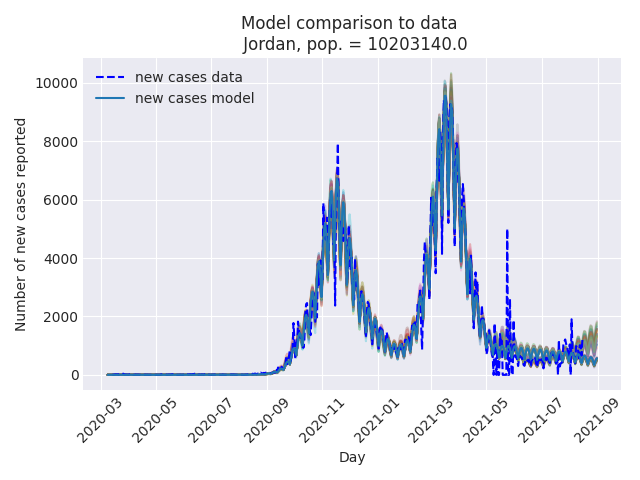 Model comparison to data
Jordan, pop. = 10203140.0
new cases data
new cases model
Number of new cases reported
10000
8000
6000
4000
2000
0
2020-03
2020-05
2020-07
2020-09
2020-11
2021-01
2021-03
2021-05
2021-07
2021-09
Day